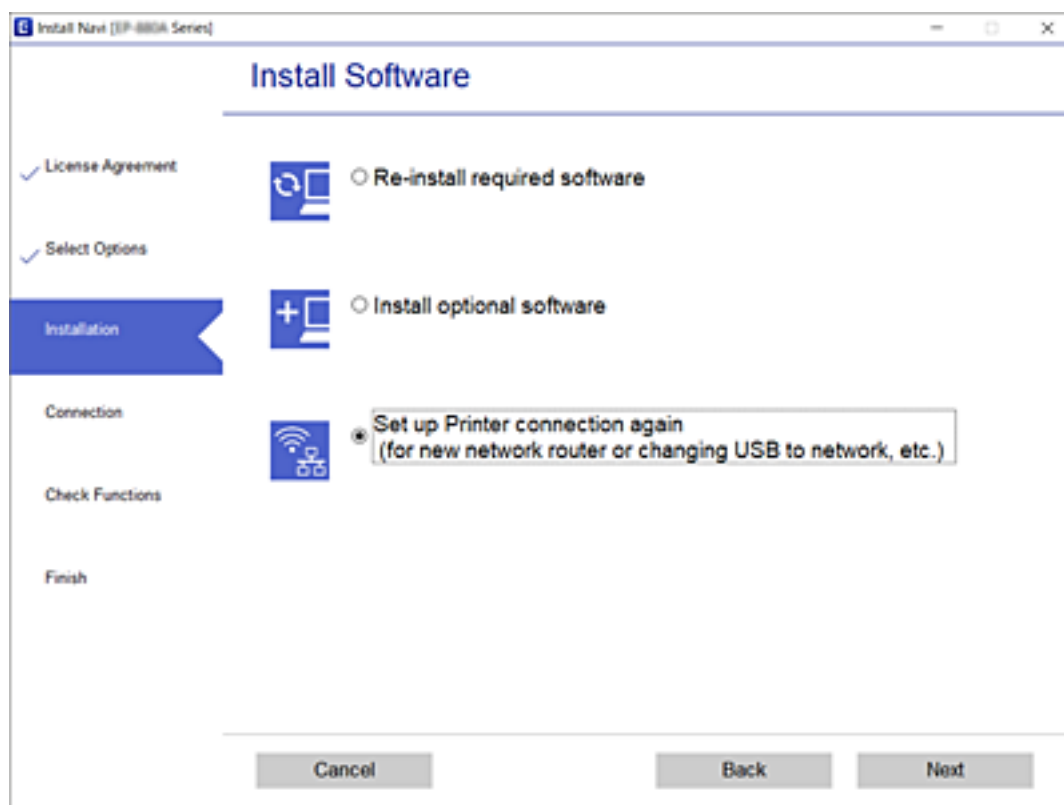 Install Navi [ Series]
Install Software
License Agreement
Select Options
Installation
Connection
Check Functions
Finish
Re-install required software
Install optional software
Set up Printer connection again
(for new network router or changing USB to network, etc.)
Cancel
Back
Next